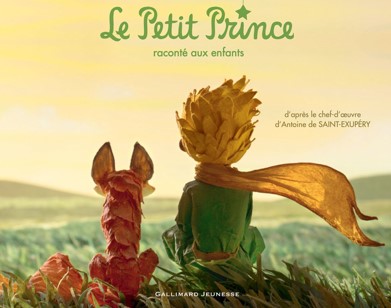 Le Petit Prince
raconté aux enfants
d'après le chef-d'œuvre
d'Antoine de SAINT-EXUPÉRY
GALLIMARD JEUNESSE